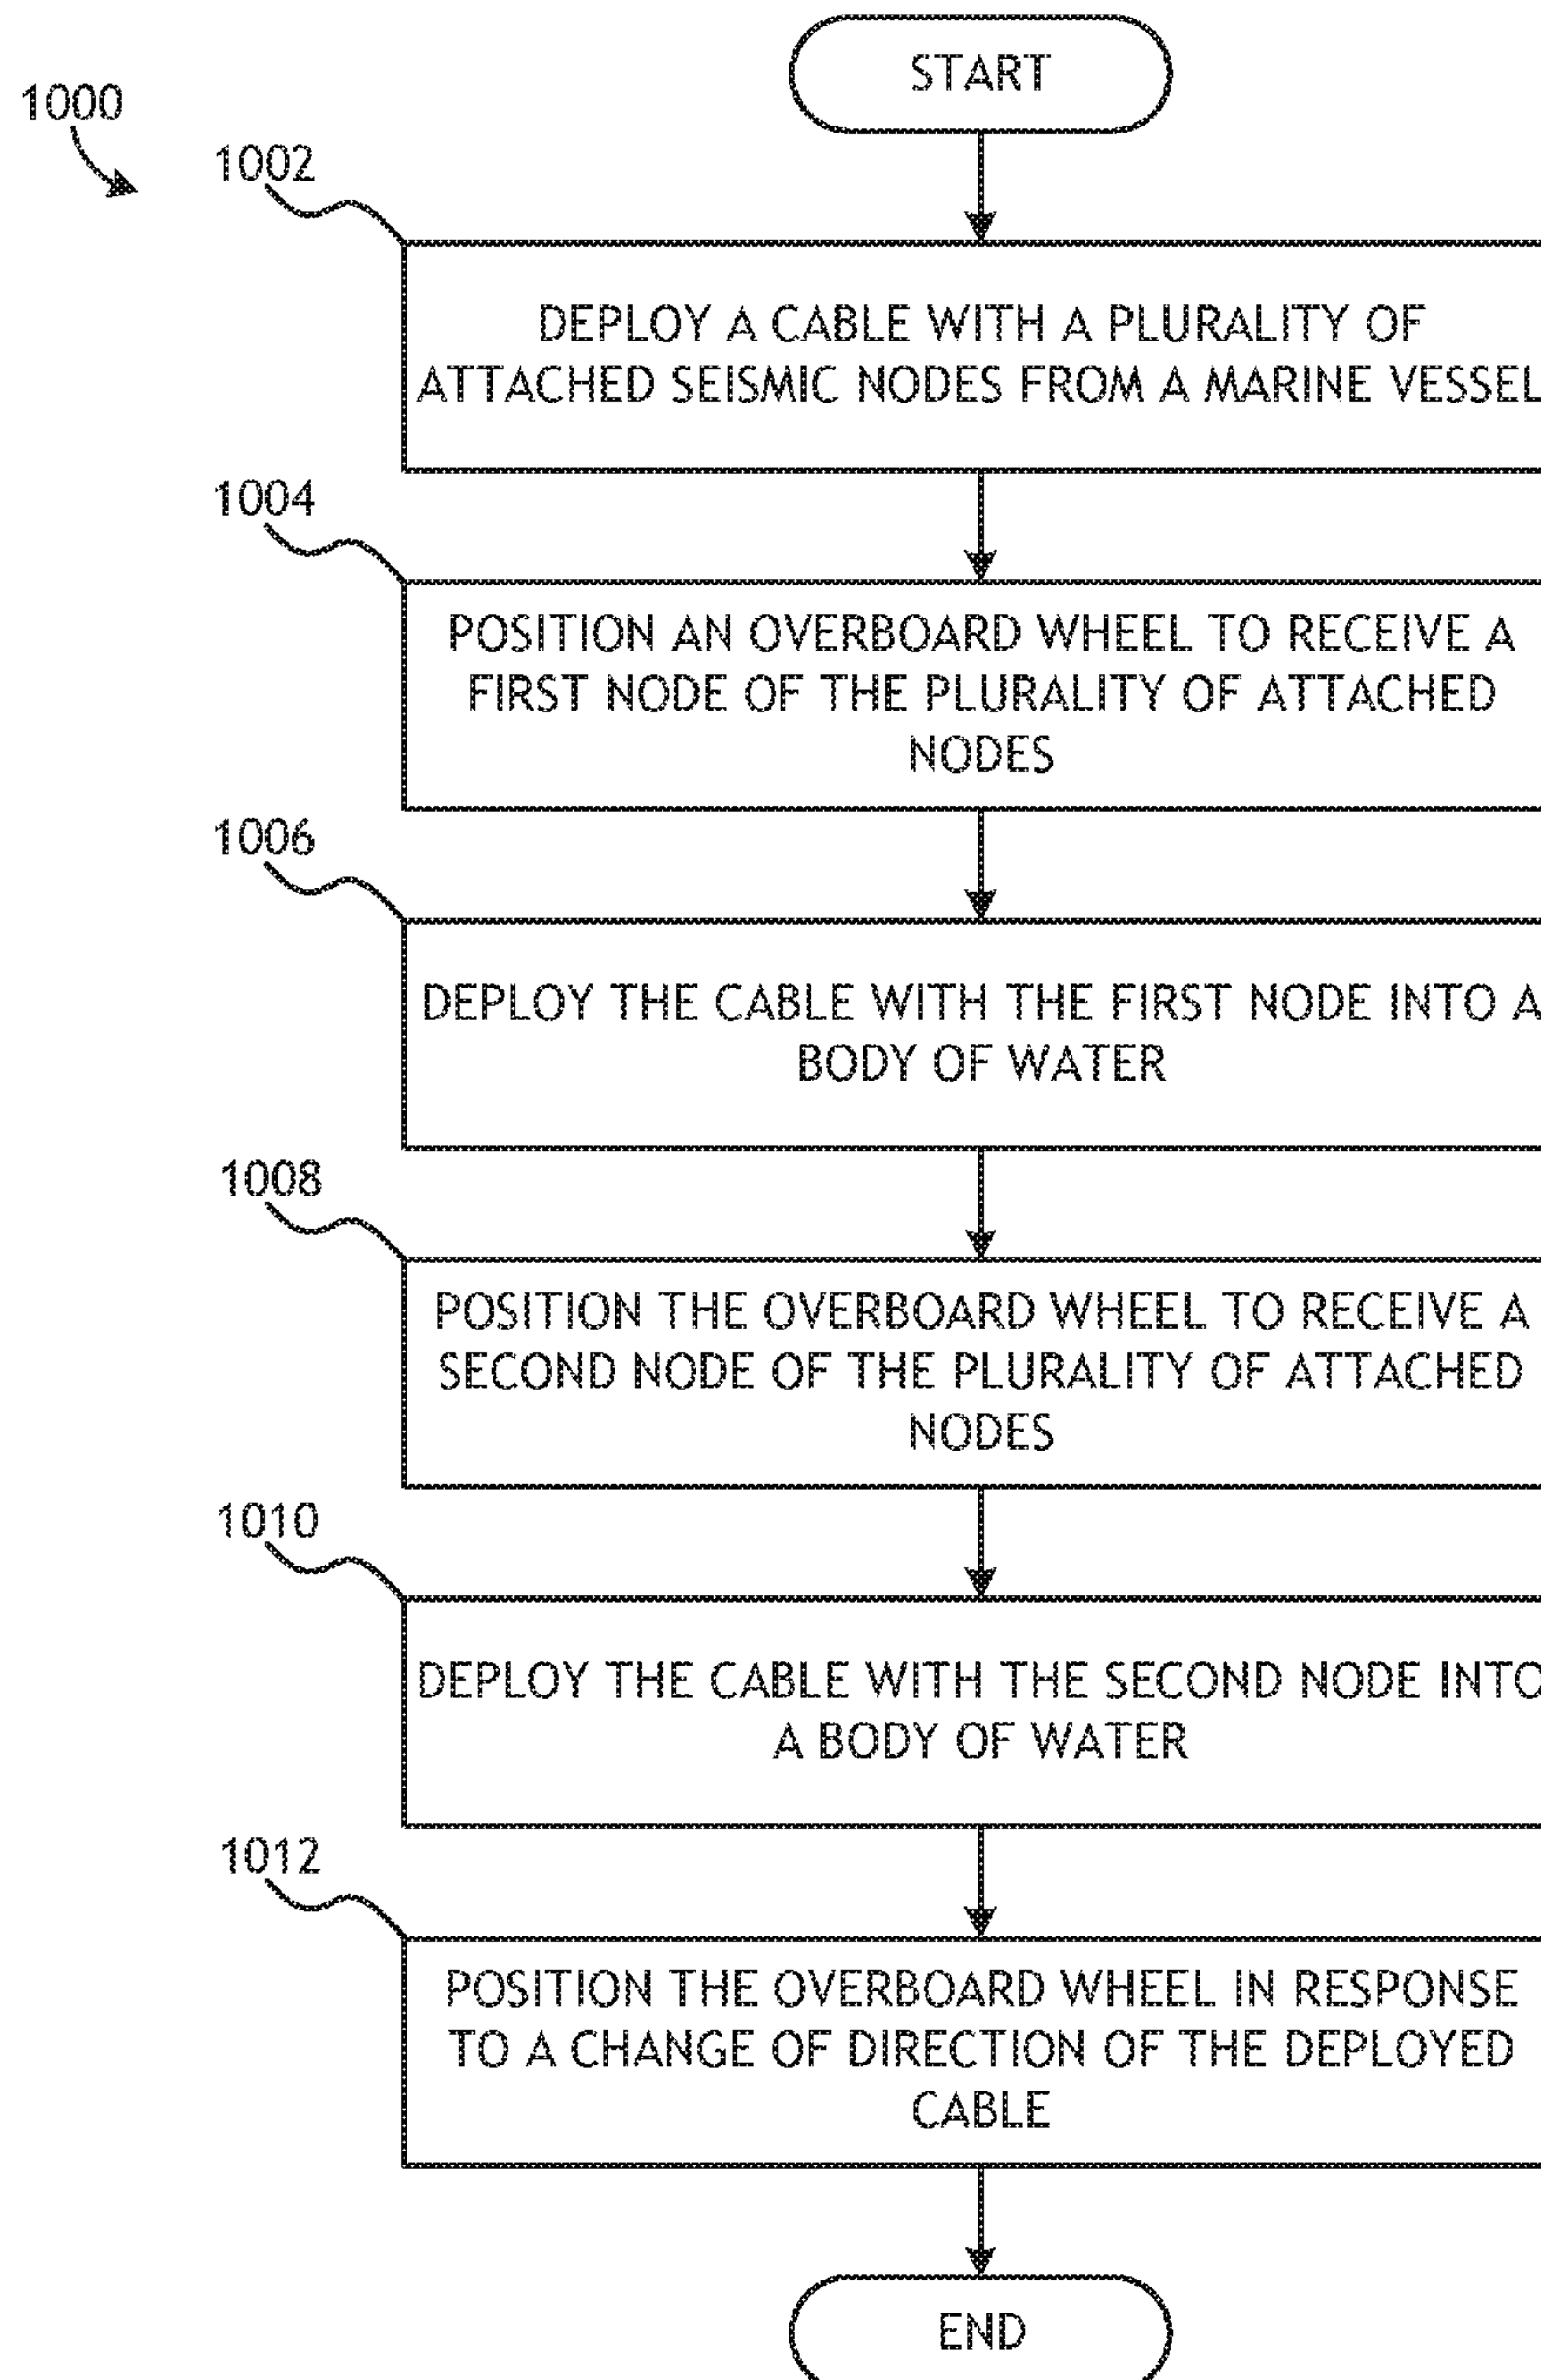 START
1000
1002
DEPLOY A CABLE WITH A PLURALITY OF
ATTACHED SEISMIC NODES FROM A MARINE VESSEL
1004
POSITION AN OVERBOARD WHEEL TO RECEIVE A
FIRST NODE OF THE PLURALITY OF ATTACHED
NODES
1006
DEPLOY THE CABLE WITH THE FIRST NODE INTO A
BODY OF WATER
1008
POSITION THE OVERBOARD WHEEL TO RECEIVE A
SECOND NODE OF THE PLURALITY OF ATTACHED
NODES
1010
DEPLOY THE CABLE WITH THE SECOND NODE INTO
A BODY OF WATER
1012
POSITION THE OVERBOARD WHEEL IN RESPONSE
TO A CHANGE OF DIRECTION OF THE DEPLOYED
CABLE
END